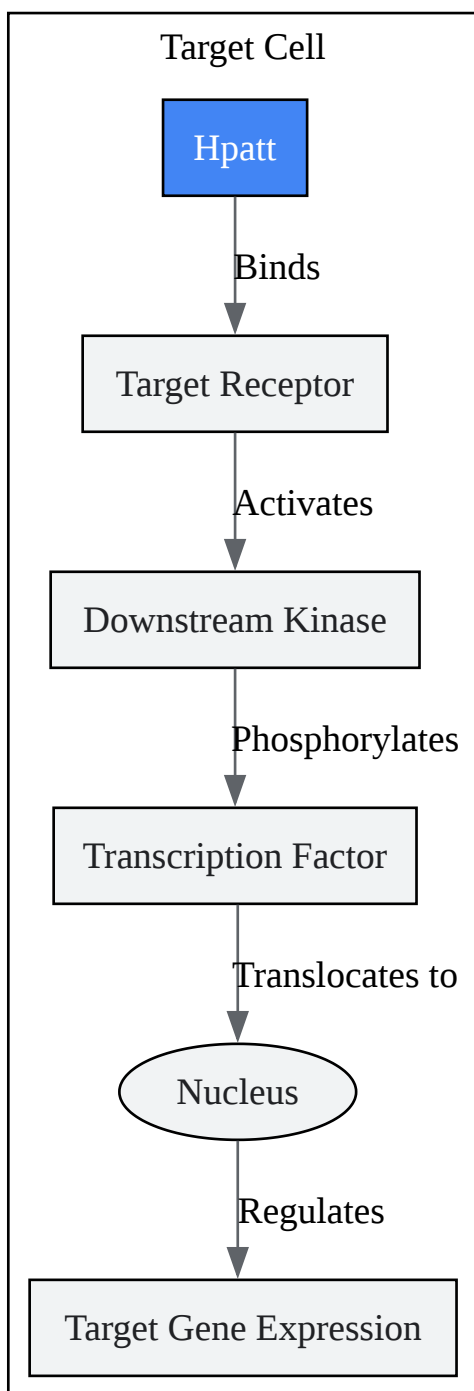 Target Cell
Hpatt
Binds
Target Receptor
Activates
Downstream Kinase
Phosphorylates
Transcription Factor
Translocates to
Nucleus
Regulates
Target Gene Expression